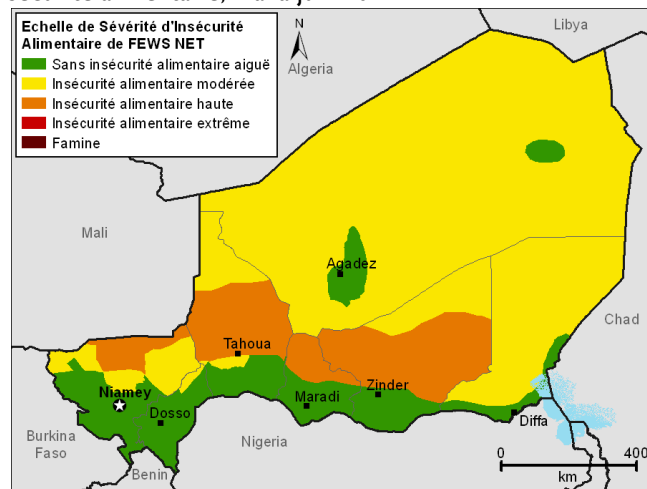 Echelle de Sévérité d'Insécurité
Alimentaire de FEWS NET
Sans insécurité alimentaire aiguë
Insécurité alimentaire modérée
Insécurité alimentaire haute
Insécurité alimentaire extrême
Famine
Libya
Algeria
Mali
Agadez
Chad
Tahoua
Niamey
Zinder
Maradi
Dosso
Diffa
Burkina
Faso
Nigeria
Benin
0 400
km